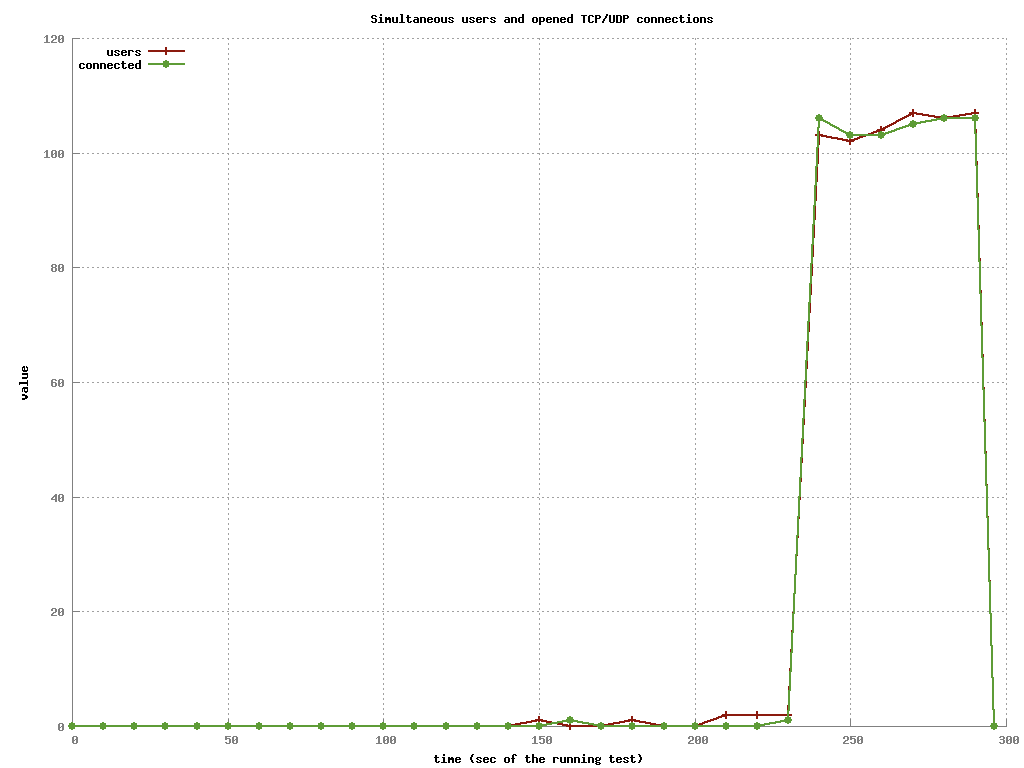 Simultaneous users and opened TCP/UDP connections
120
users
connected
100
80
60
value
40
20
0
0 50 100 150 200 250 300
time (sec of the running test)